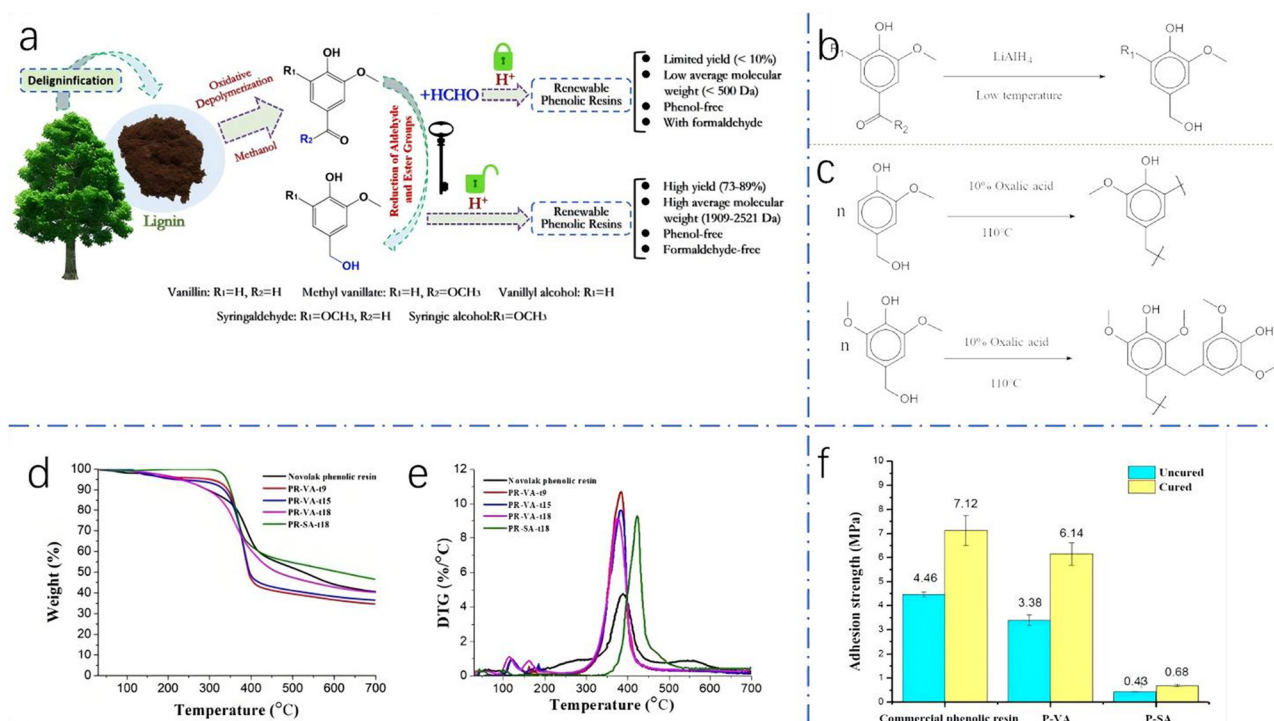 a
Deligninfication
Lignin
Oxidative
Depolymerization
Methanol
OH
R₁
O
R₂
O
OH
R₁
O
OH
Reduction of Aldehyde
and Ester Groups
+HCHO
H⁺
Renewable
Phenolic Resins
Limited yield (< 10%)
Low average molecular
weight (< 500 Da)
Phenol-free
With formaldehyde
H⁺
Renewable
Phenolic Resins
High yield (73-89%)
High average molecular
weight (1909-2521 Da)
Phenol-free
Formaldehyde-free
Vanillin: R₁=H, R₂=H Methyl vanillate: R₁=H, R₂=OCH₃ Vanillyl alcohol: R₁=H
Syringaldehyde: R₁=OCH₃, R₂=H Syringic alcohol:R₁=OCH₃
b
OH
R₁
O
O
R₂
LiAlH₄
Low temperature
OH
R₁
O
HO
c
OH
O
n
OH
10% Oxalic acid
110°C
OH
O
OH
O
O
n
OH
10% Oxalic acid
110°C
OH
O
O
O
OH
O
d
Weight (%)
100
90
80
70
60
50
40
30
20
10
0
Novolak phenolic resin
PR-VA-t9
PR-VA-t15
PR-VA-t18
PR-SA-t18
100 200 300 400 500 600 700
Temperature (°C)
e
DTG (%/°C)
12
10
8
6
4
2
0
Novolak phenolic resin
PR-VA-t9
PR-VA-t15
PR-VA-t18
PR-SA-t18
100 200 300 400 500 600 700
Temperature (°C)
f
Adhesion strength (MPa)
10
9
8
7
6
5
4
3
2
1
0
Uncured
Cured
4.46
7.12
3.38
6.14
0.43
0.68
Commercial phenolic resin P-VA P-SA